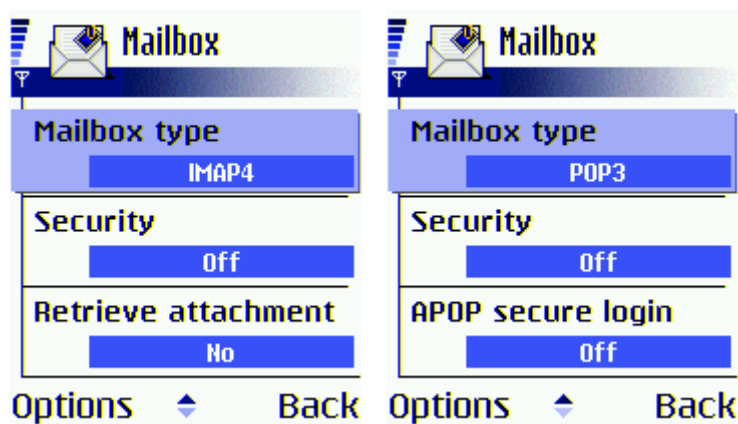 Mailbox
Mailbox type
IMAP4
Security
Off
Retrieve attachment
No
Options Back
Mailbox
Mailbox type
POP3
Security
Off
APOP secure login
Off
Options Back